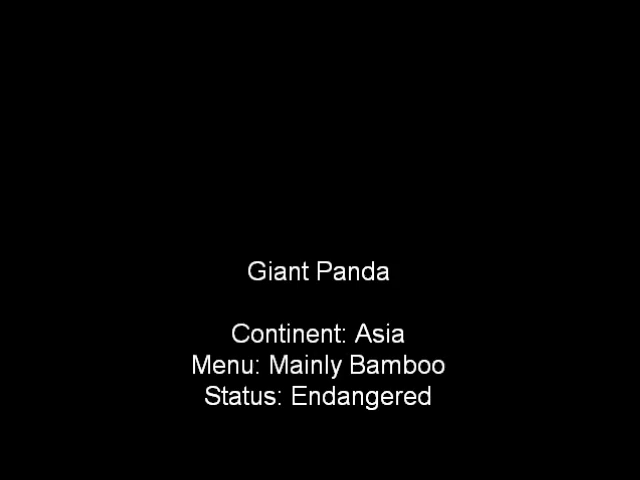 Giant Panda
Continent: Asia
Menu: Mainly Bamboo
Status: Endangered